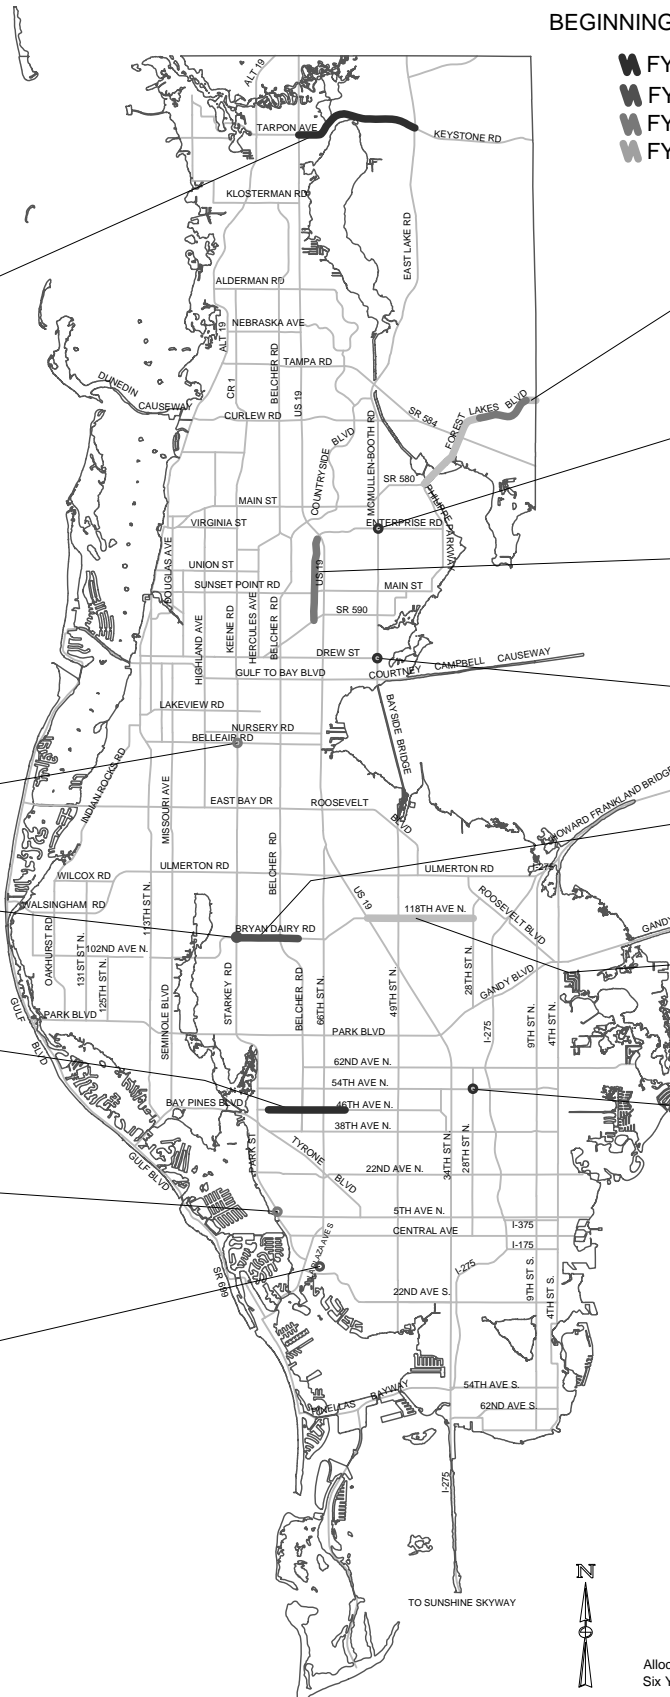 BEGINNING
FY
FY
FY
FY
ALT 19
TARPON AVE
KEYSTONE RD
KLOSTERMAN RD
EAST LAKE RD
ALDERMAN RD
NEBRASKA AVE
ALT 19
TAMPA RD
BELCHER RD
CR 1
US 19
DUNEDIN
CAUSEWAY
CURLEW RD
SR 584
FOREST
LAKES BLVD
COUNTRYSIDE
BLVD
MCMULLEN-BOOTH RD
SR 580
MAIN ST
PHILIPPE PARKWAY
VIRGINIA ST
ENTERPRISE RD
DOUGLAS AVE
UNION ST
US 19
SUNSET POINT RD
MAIN ST
HIGHLAND AVE
KEENE RD
HERCULES AVE
BELCHER RD
SR 590
DREW ST
GULF TO BAY BLVD
COURTNEY
CAMPBELL
CAUSEWAY
LAKEVIEW RD
NURSERY RD
BELLEAIR RD
BAYSIDE BRIDGE
INDIAN ROCKS RD
MISSOURI AVE
EAST BAY DR
ROOSEVELT
BLVD
HOWARD FRANKLAND BRIDGE
BELCHER RD
ULMERTON RD
ULMERTON RD
I-275
WILCOX RD
WALSINGHAM RD
113TH ST N.
US 19
118TH AVE N.
ROOSEVELT BLVD
BRYAN DAIRY RD
GANDY
OAKHURST RD
131ST ST N.
125TH ST N.
102ND AVE N.
STARKEY RD
BELCHER RD
66TH ST N.
49TH ST N.
28TH ST N.
GANDY BLVD
GULF
BLVD
PARK BLVD
SEMINOLE BLVD
PARK BLVD
I-275
9TH ST N.
4TH ST N.
62ND AVE N.
54TH AVE N.
BAY PINES BLVD
46TH AVE N.
38TH AVE N.
PARK ST
TYRONE
BLVD
22ND AVE N.
34TH ST N.
28TH ST N.
GULF BLVD
5TH AVE N.
I-375
CENTRAL AVE
I-175
SR 699
I-275
22ND AVE S.
9TH ST S.
4TH ST S.
PINELLAS
BAYWAY
54TH AVE S.
62ND AVE S.
I-275
TO SUNSHINE SKYWAY
N
Alloc
Six Y